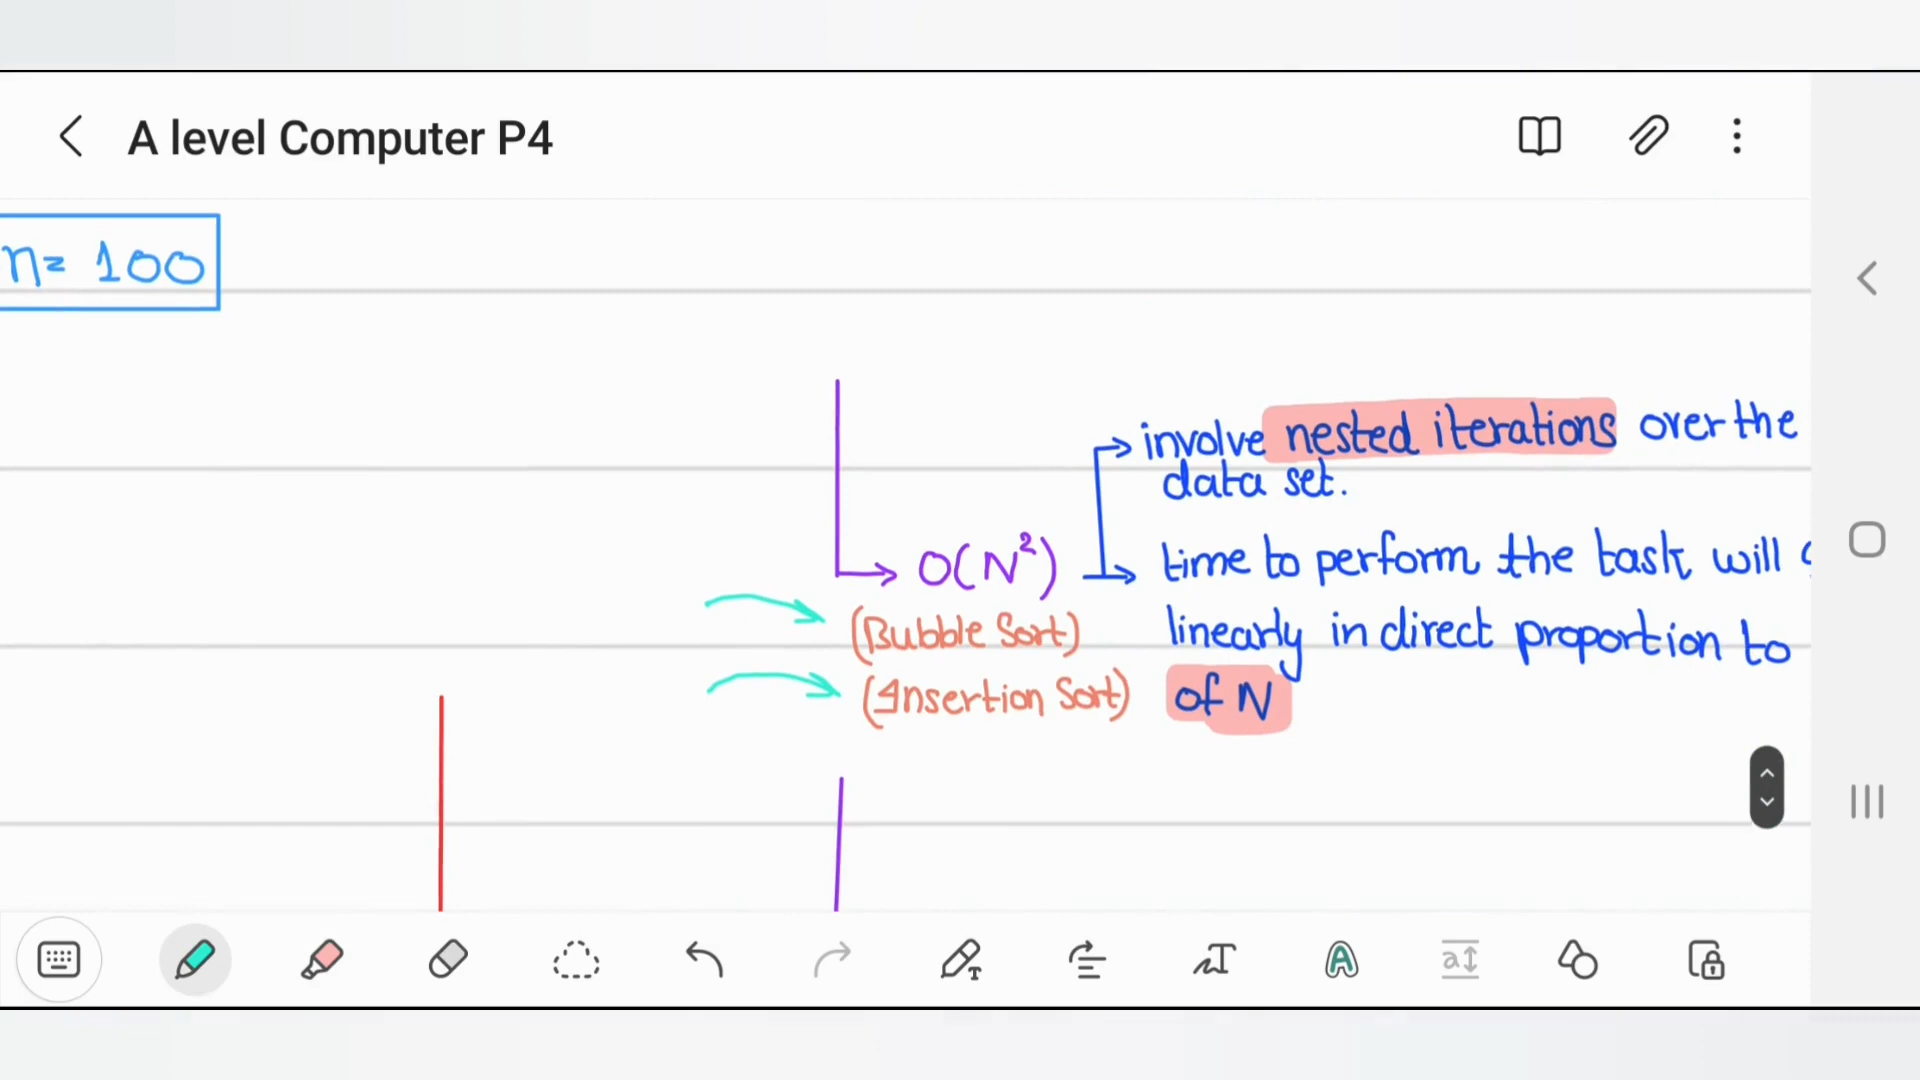 A level Computer P4
n= 100
involve nested iterations over the
data set.
O(N²)
time to perform the task will
(Bubble Sort)
linearly in direct proportion to
(Insertion Sort)
of N